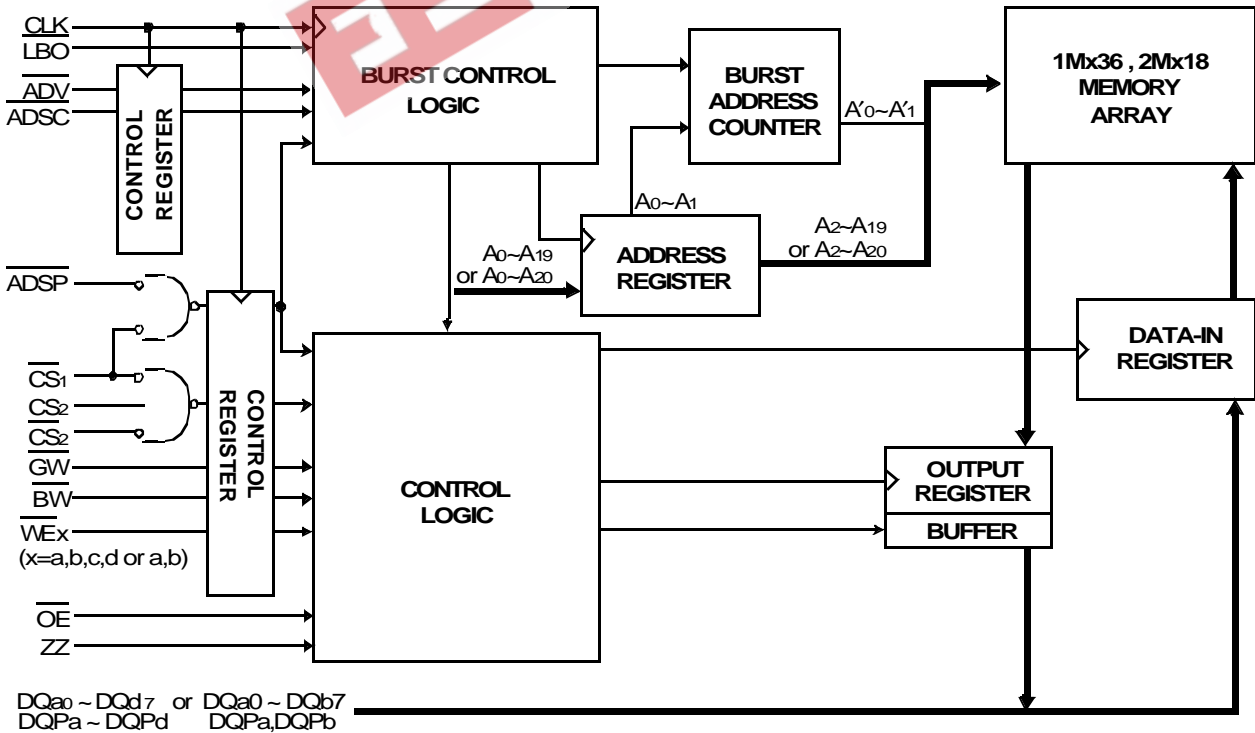 CLK
LBO
ADV
ADSC
CONTROL
REGISTER
BURST CONTROL
LOGIC
BURST
ADDRESS
COUNTER
A′0~A′1
1Mx36 , 2Mx18
MEMORY
ARRAY
A0~A1
A0~A19
or A0~A20
ADDRESS
REGISTER
A2~A19
or A2~A20
ADSP
CS1
CS2
CS2
GW
BW
WEx
(x=a,b,c,d or a,b)
OE
ZZ
CONTROL
REGISTER
CONTROL
LOGIC
DATA-IN
REGISTER
OUTPUT
REGISTER
BUFFER
DQa0 ~ DQd7 or DQa0 ~ DQb7
DQPa ~ DQPd DQPa,DQPb